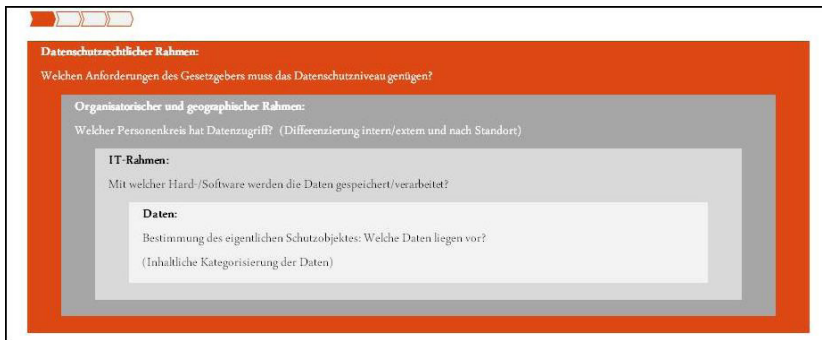 Datenschutzrechtlicher Rahmen:
Welchen Anforderungen des Gesetzgebers muss das Datenschutzniveau genügen?
Organisatorischer und geographischer Rahmen:
Welcher Personenkreis hat Datenzugriff? (Differenzierung intern/extern und nach Standort)
IT-Rahmen:
Mit welcher Hard-/Software werden die Daten gespeichert/verarbeitet?
Daten:
Bestimmung des eigentlichen Schutzobjektes: Welche Daten liegen vor?
(Inhaltliche Kategorisierung der Daten)